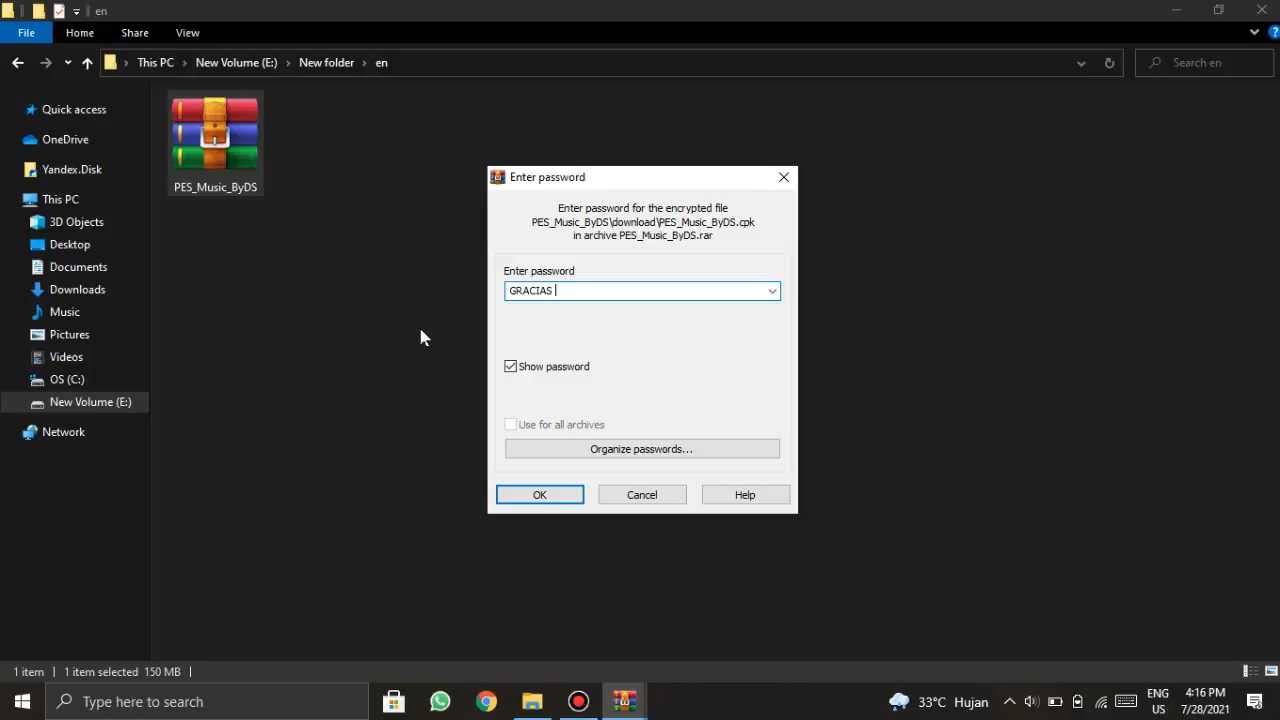 en
File Home Share View
This PC New Volume (E:) New folder en
Search en
Quick access
OneDrive
Yandex.Disk
This PC
3D Objects
Desktop
Documents
Downloads
Music
Pictures
Videos
OS (C:)
New Volume (E:)
Network
PES_Music_ByDS
Enter password
Enter password for the encrypted file
PES_Music_ByDS\download\PES_Music_ByDS.cpk
in archive PES_Music_ByDS.rar
Enter password
GRACIAS
Show password
Use for all archives
Organize passwords...
OK Cancel Help
1 item 1 item selected 150 MB
Type here to search
33°C Hujan
ENG
US
4:16 PM
7/28/2021